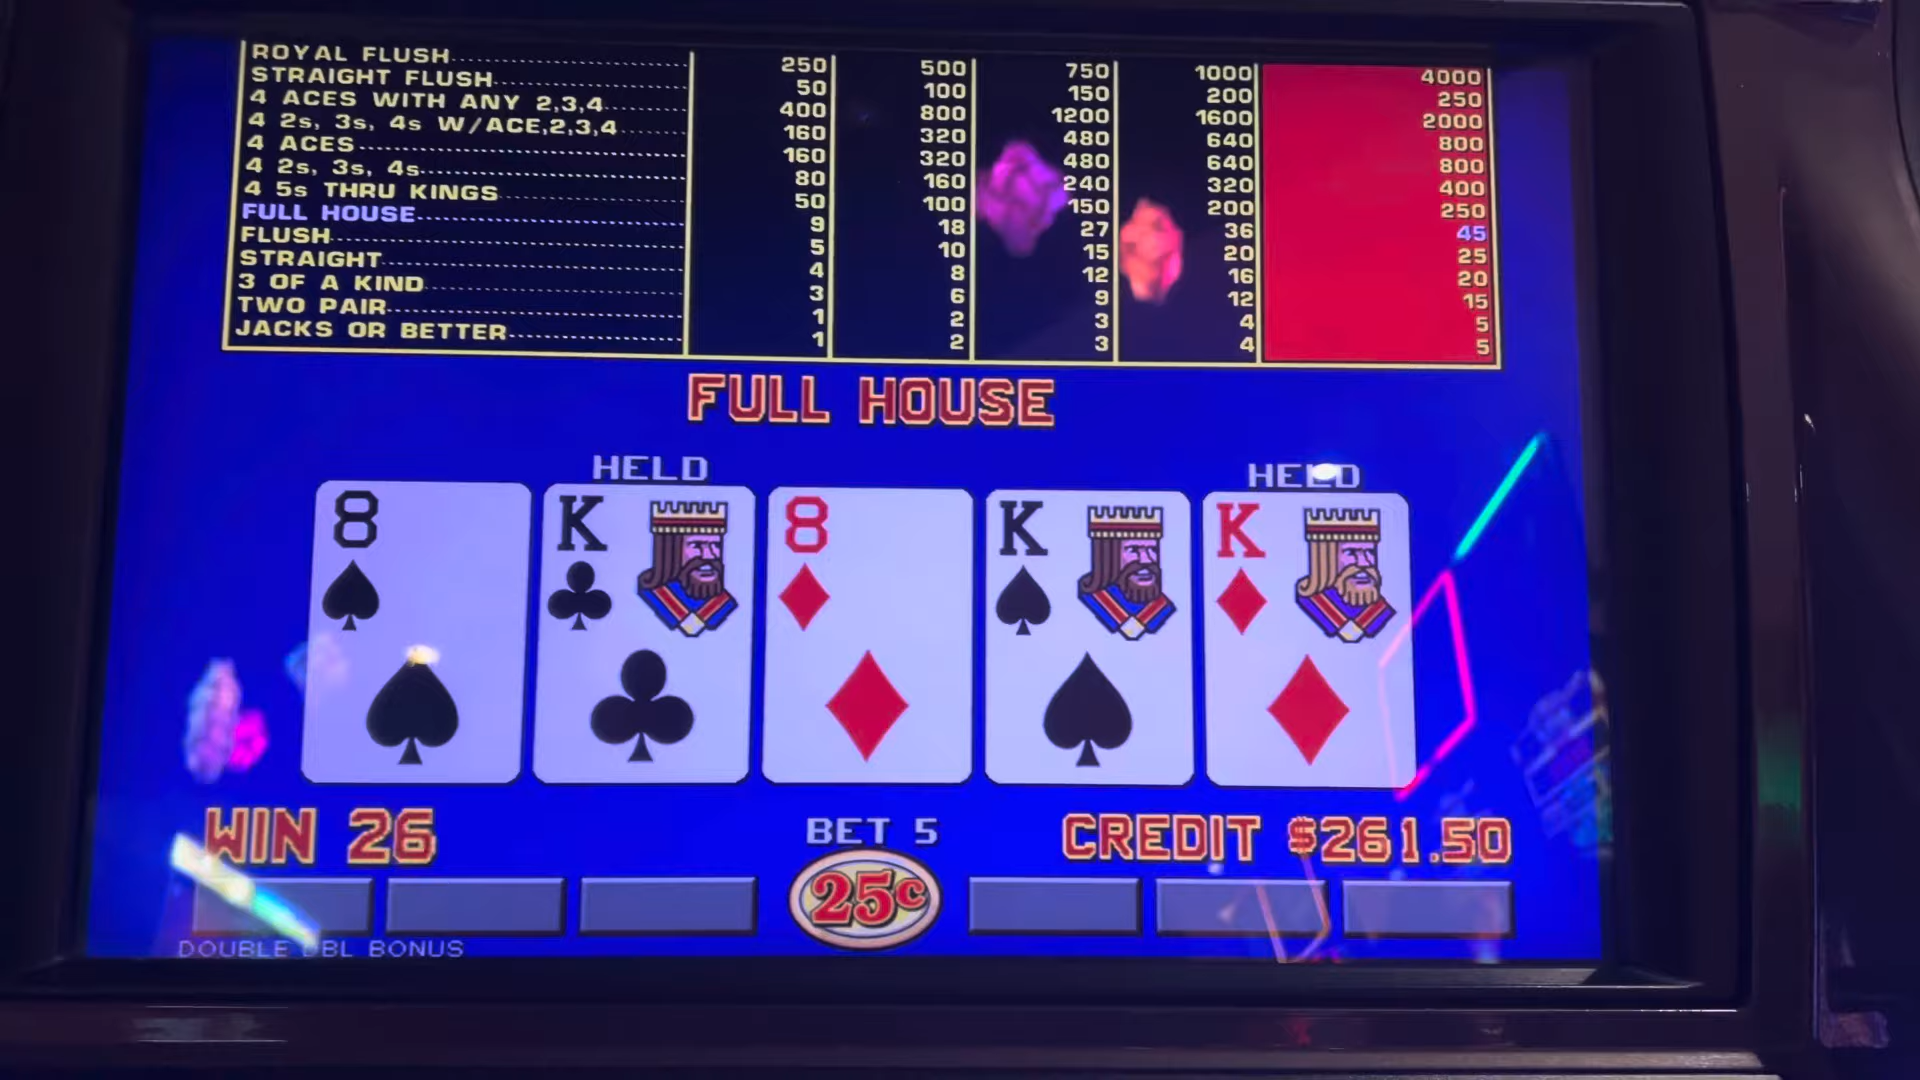 ROYAL FLUSH 250 500 750 1000 4000
STRAIGHT FLUSH 50 100 150 200 250
4 ACES WITH ANY 2,3,4 400 800 1200 1600 2000
4 2s, 3s, 4s W/ACE,2,3,4 160 320 480 640 800
4 ACES 160 320 480 640 800
4 2s, 3s, 4s 80 160 240 320 400
4 5s THRU KINGS 50 100 150 200 250
FULL HOUSE 9 18 27 36 45
FLUSH 5 10 15 20 25
STRAIGHT 4 8 12 16 20
3 OF A KIND 3 6 9 12 15
TWO PAIR 1 2 3 4 5
JACKS OR BETTER 1 2 3 4 5
FULL HOUSE
HELD HELD
8 K 8 K K
WIN 26 BET 5 CREDIT $261.50
25¢
DOUBLE DBL BONUS